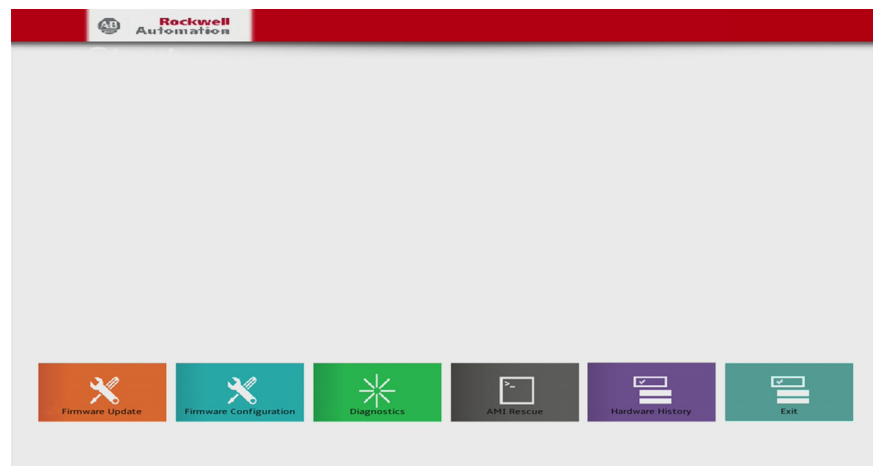 AB
Rockwell
Automation
Firmware Update
Firmware Configuration
Diagnostics
>_
AMI Rescue
Hardware History
Exit